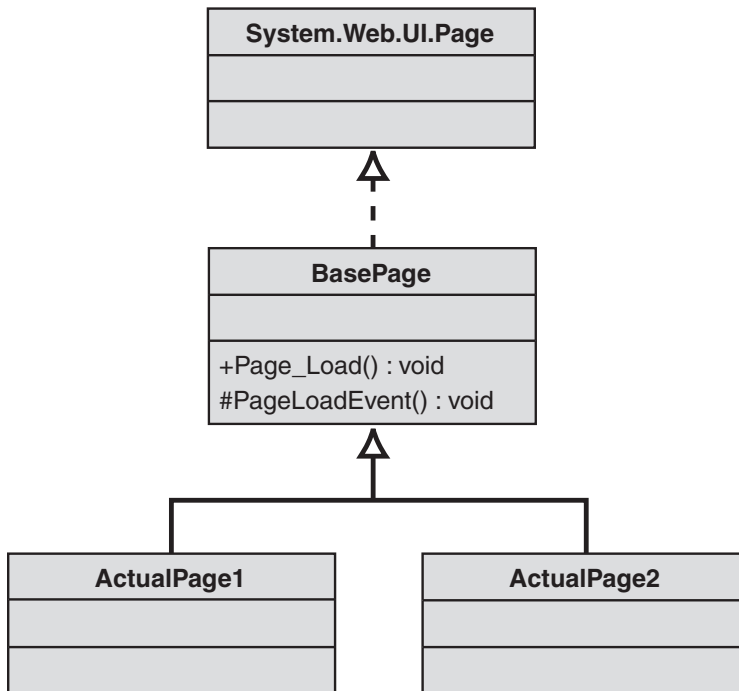 System.Web.UI.Page
BasePage
+Page_Load() : void
#PageLoadEvent() : void
ActualPage1
ActualPage2